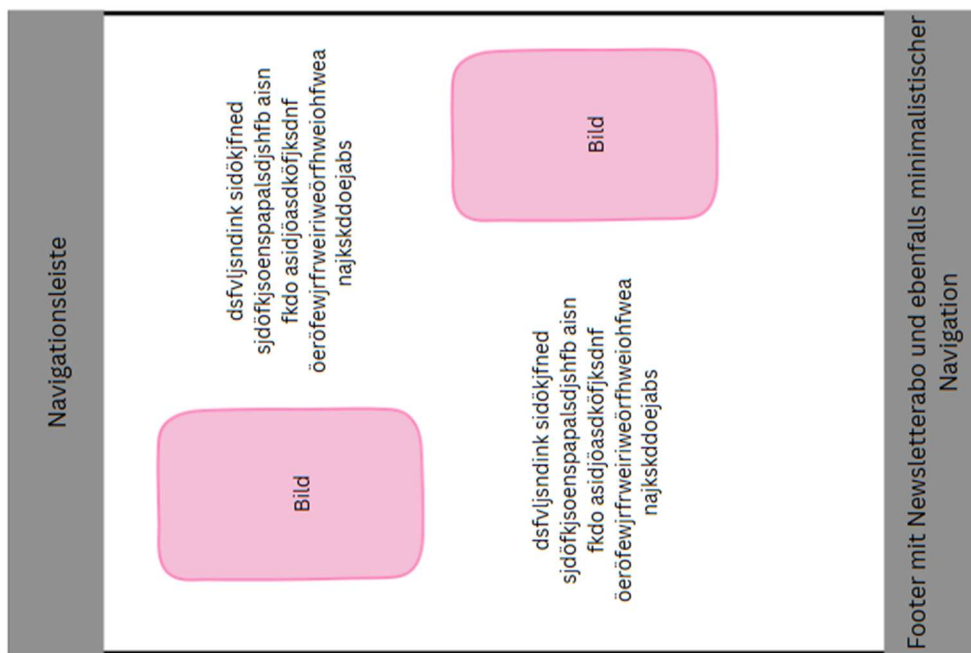 Navigationsleiste
Bild
dsfvljsndink sidökjfned
sjdöfkjsoenspapalsdjshfb aisn
fkdo asidjöasdköfjksdnf
öeröfewjrfrweiriweörfhweiohfwea
najkskddoejabs
dsfvljsndink sidökjfned
sjdöfkjsoenspapalsdjshfb aisn
fkdo asidjöasdköfjksdnf
öeröfewjrfrweiriweörfhweiohfwea
najkskddoejabs
Bild
Footer mit Newsletterabo und ebenfalls minimalistischer
Navigation